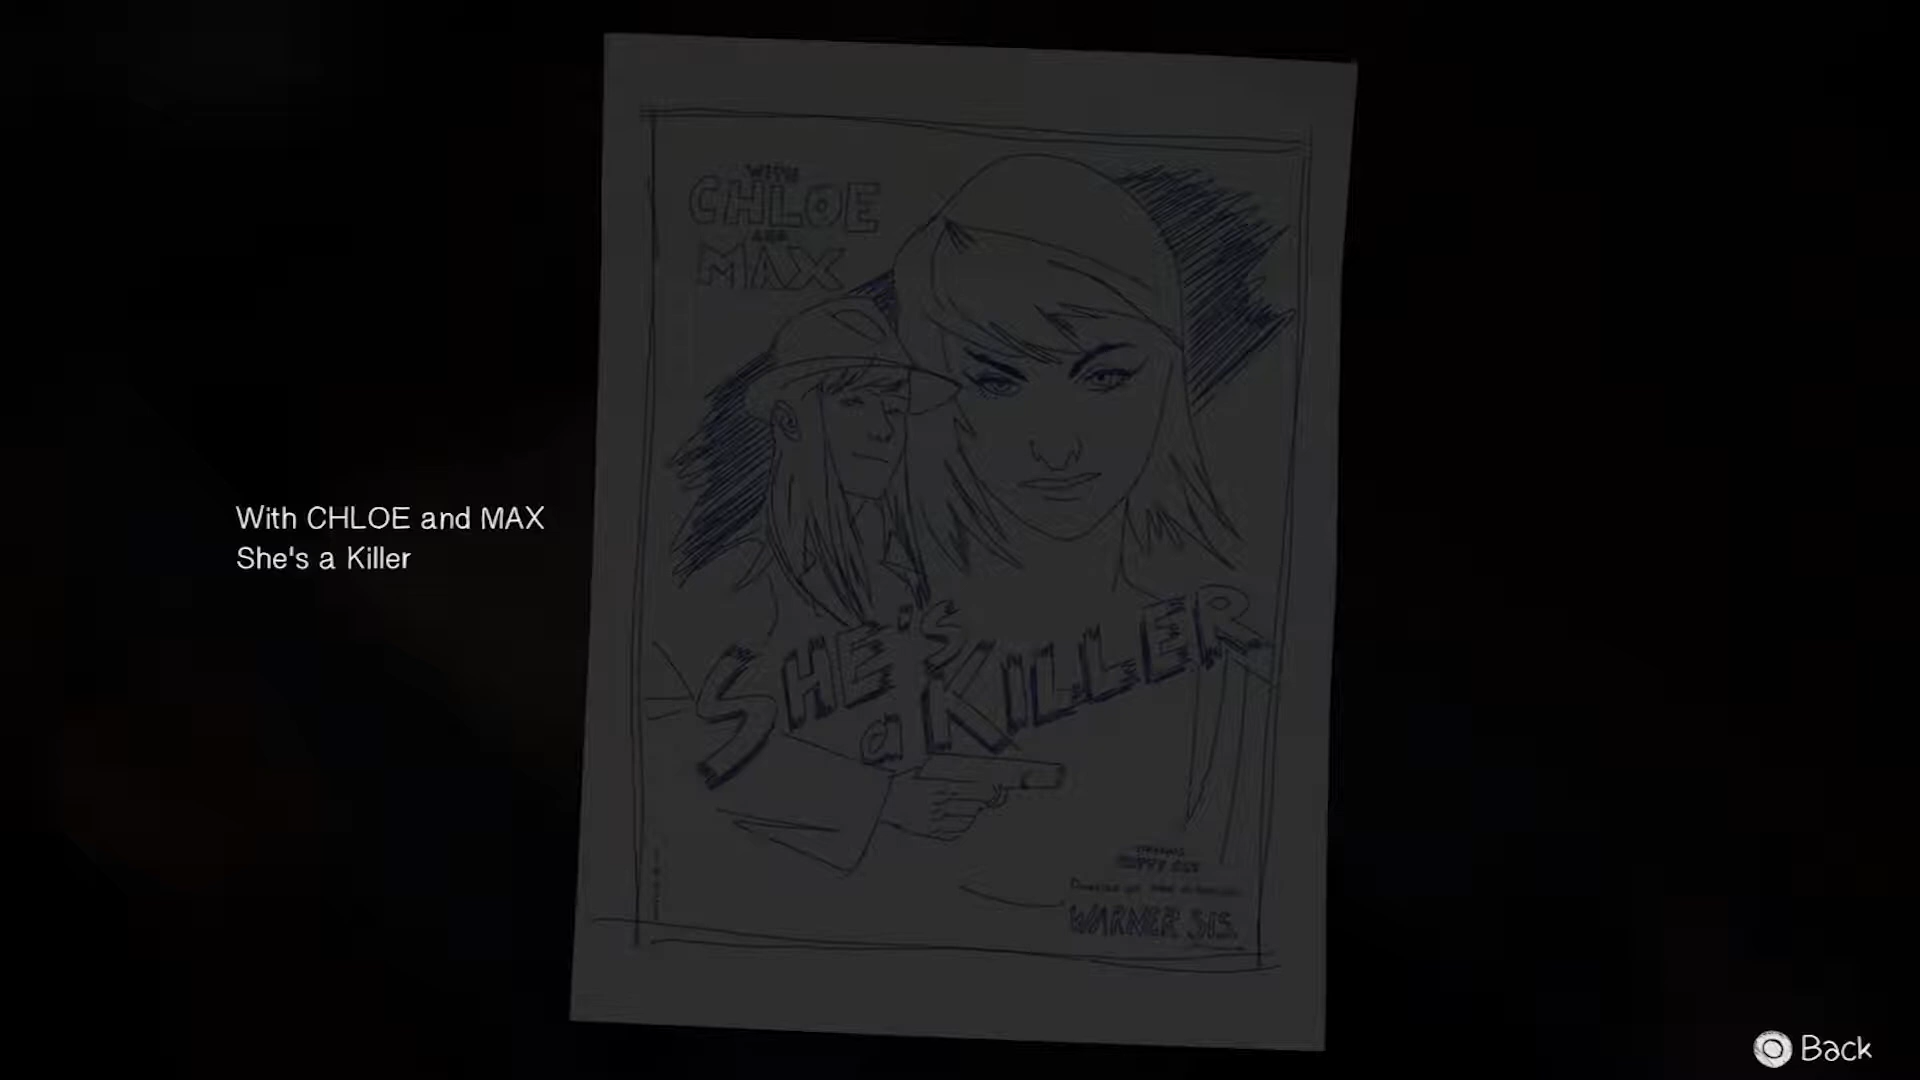 With CHLOE and MAX
She's a Killer
WITH
CHLOE
AND
MAX
SHE'S
a KILLER
WARNER SIS.
Back